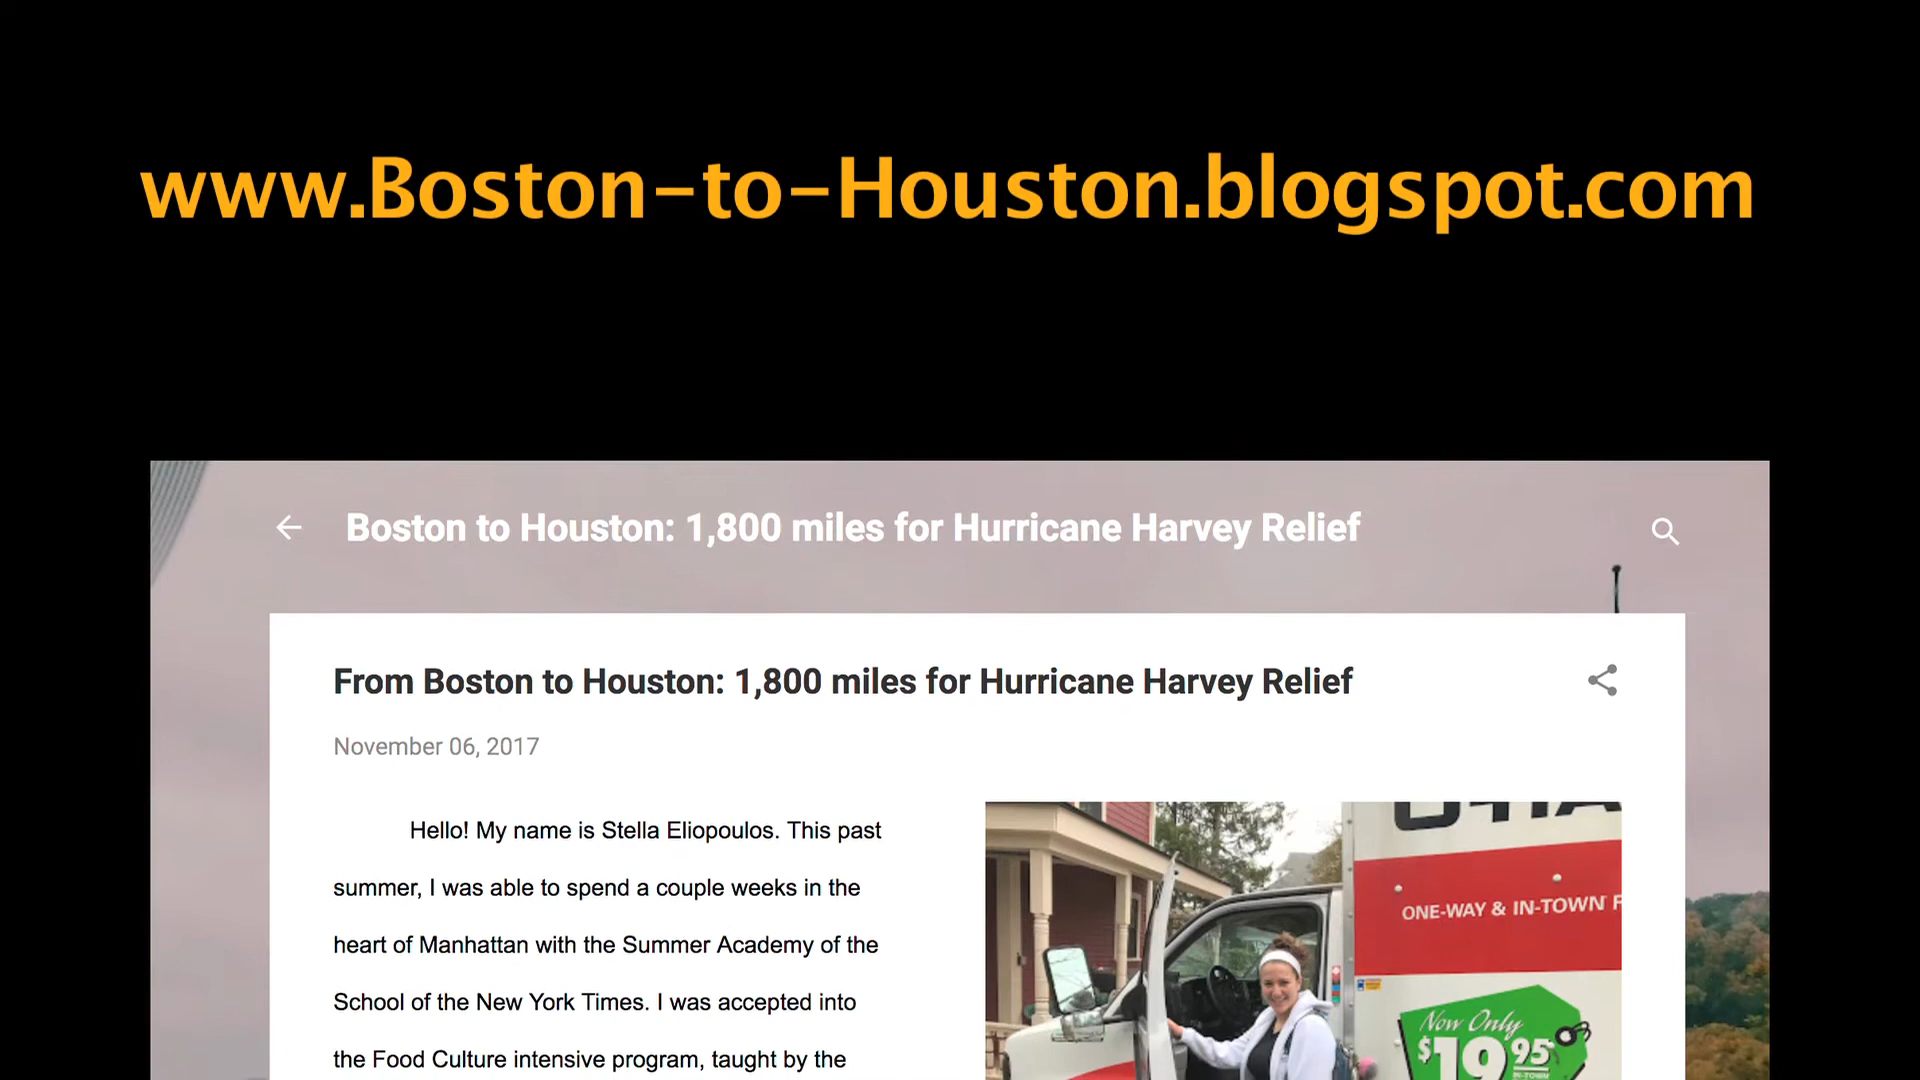 www.Boston-to-Houston.blogspot.com
Boston to Houston: 1,800 miles for Hurricane Harvey Relief
From Boston to Houston: 1,800 miles for Hurricane Harvey Relief
November 06, 2017
Hello! My name is Stella Eliopoulos. This past
summer, I was able to spend a couple weeks in the
heart of Manhattan with the Summer Academy of the
School of the New York Times. I was accepted into
the Food Culture intensive program, taught by the
ONE-WAY & IN-TOWN
Now Only
$19.95
IN-TOWN